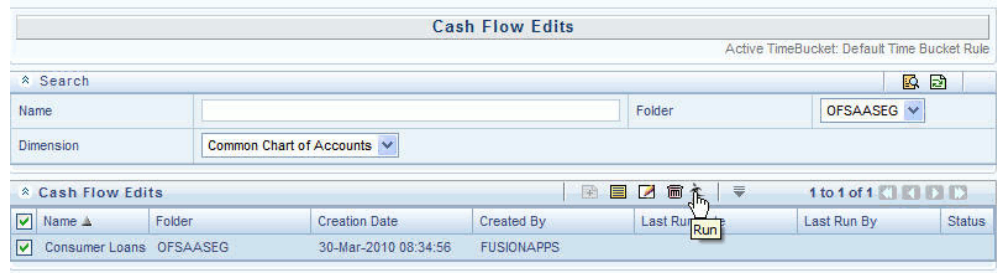 Cash Flow Edits
Active TimeBucket: Default Time Bucket Rule
Search
Name Folder OFSAASEG
Dimension Common Chart of Accounts
Cash Flow Edits 1 to 1 of 1
Name Folder Creation Date Created By Last Run Last Run By Status
Run
Consumer Loans OFSAASEG 30-Mar-2010 08:34:56 FUSIONAPPS